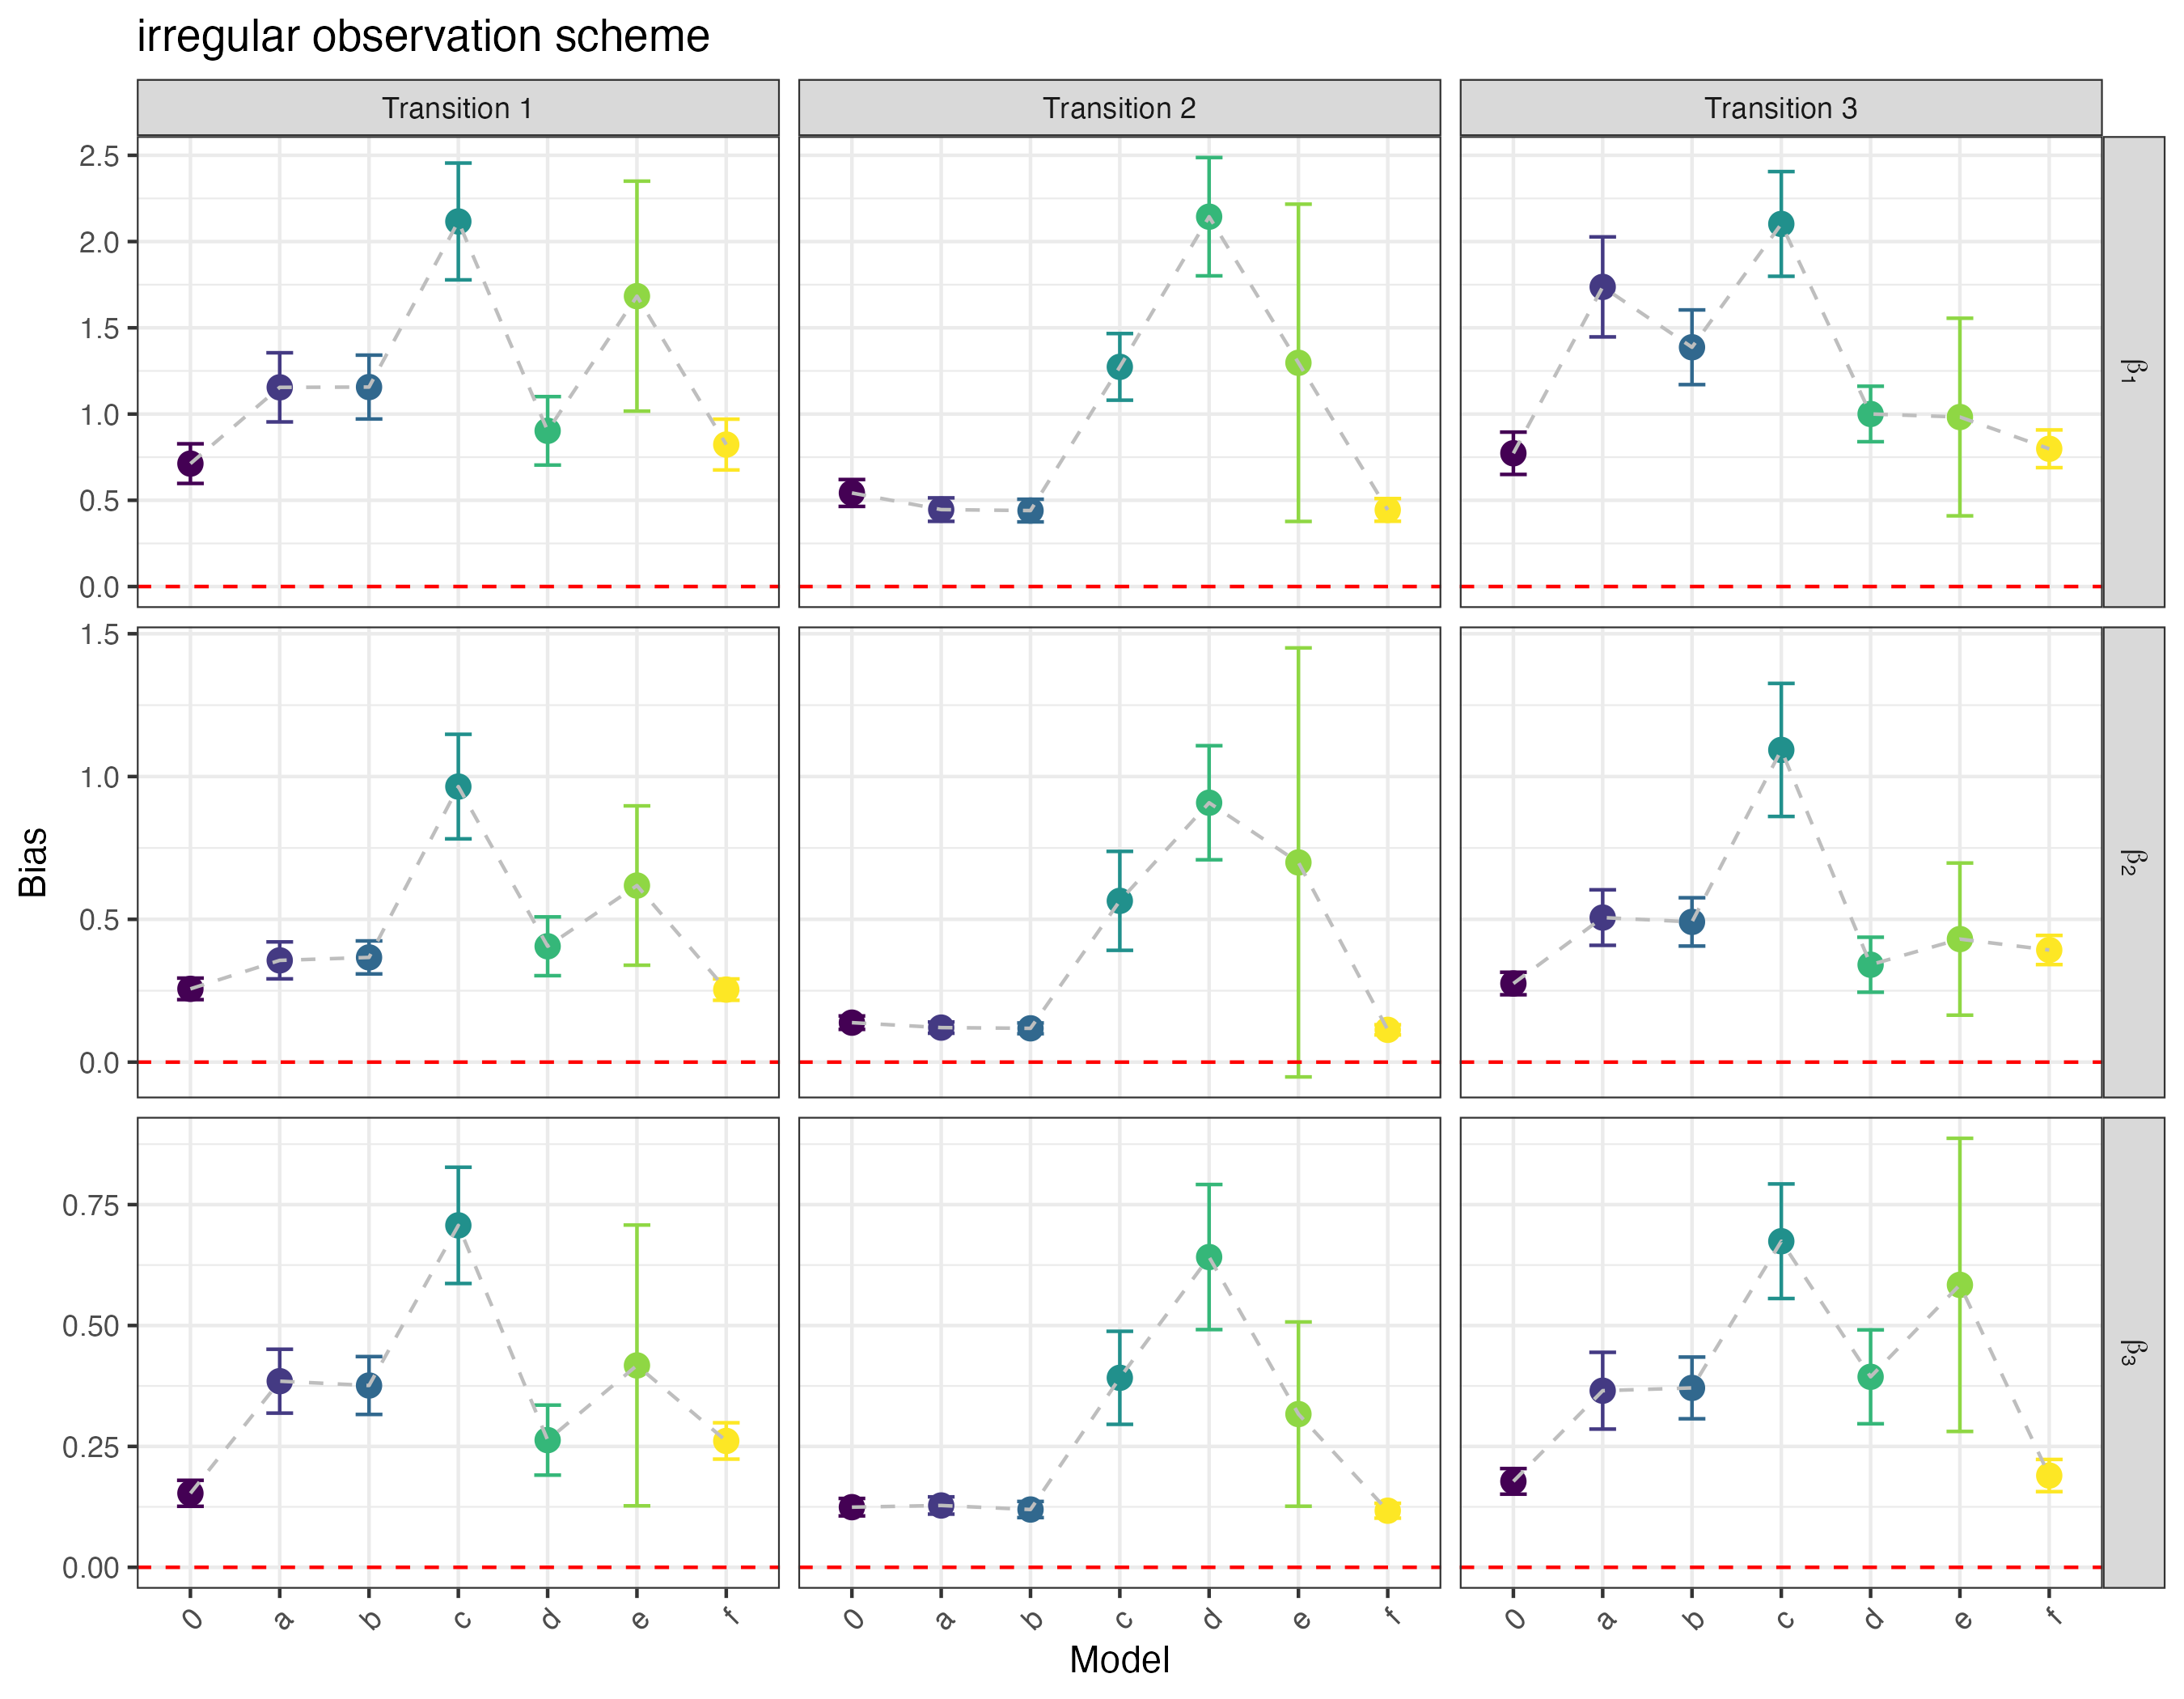 irregular observation scheme
Transition 1
Transition 2
Transition 3
2.5
2.0
1.5
1.0
0.5
0.0
β1
1.5
1.0
0.5
0.0
β2
Bias
0.75
0.50
0.25
0.00
β3
0 a b c d e f
0 a b c d e f
0 a b c d e f
Model